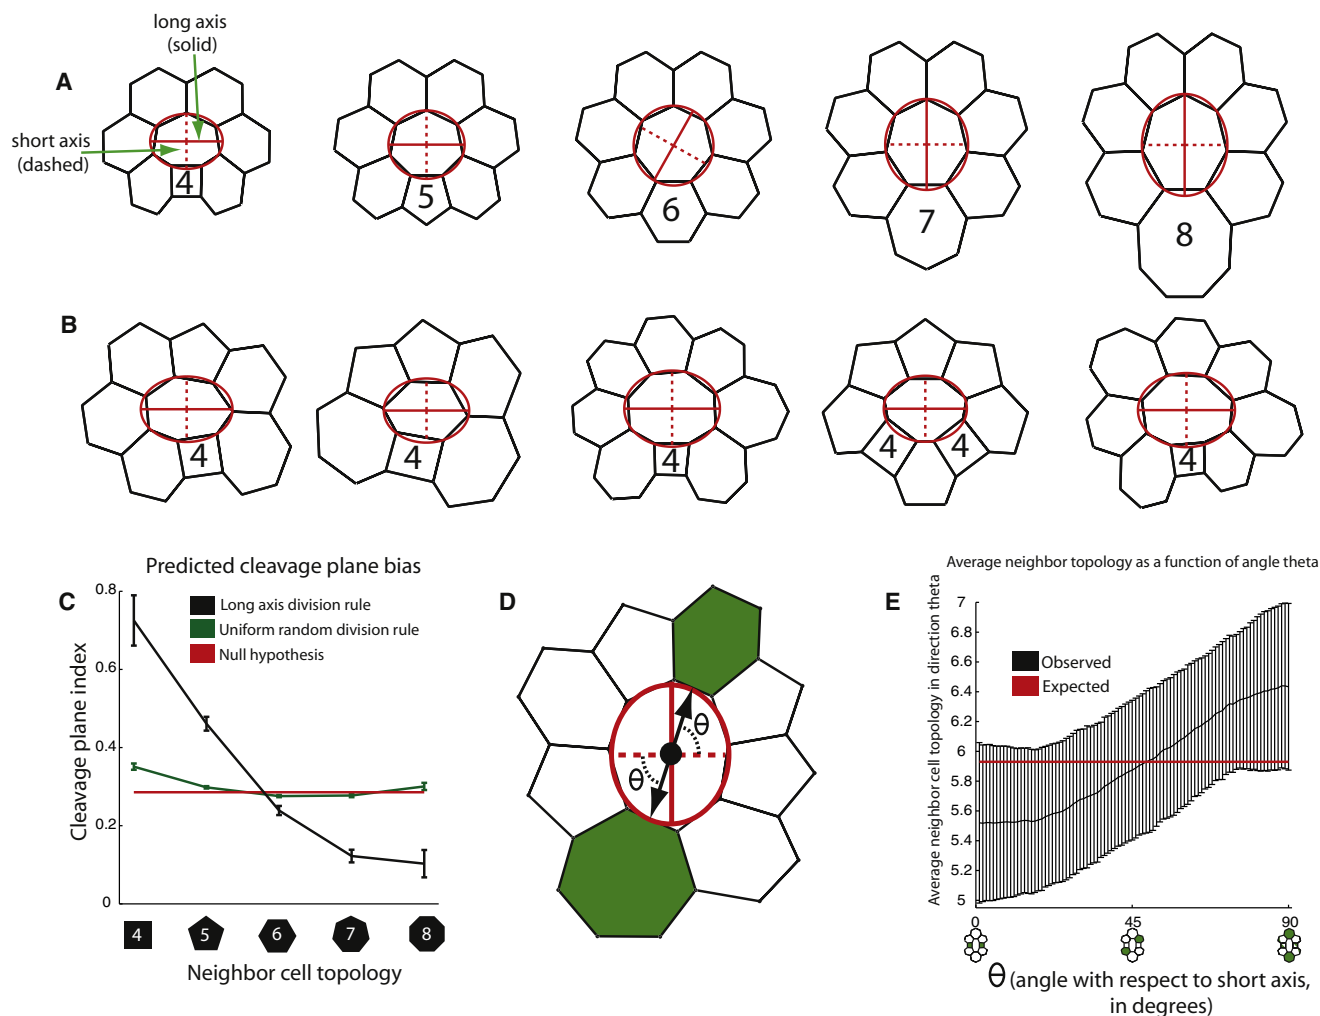 long axis
(solid)
A
short axis
(dashed)
4
5
6
7
8
B
4
4
4
4
4
4
C
Predicted cleavage plane bias
Long axis division rule
Uniform random division rule
Null hypothesis
Cleavage plane index
0.8
0.6
0.4
0.2
0
4
5
6
7
8
Neighbor cell topology
D
θ
θ
E
Average neighbor topology as a function of angle theta
Observed
Expected
Average neighbor cell topology in direction theta
7
6.8
6.6
6.4
6.2
6
5.8
5.6
5.4
5.2
5
0
45
90
θ (angle with respect to short axis,
in degrees)